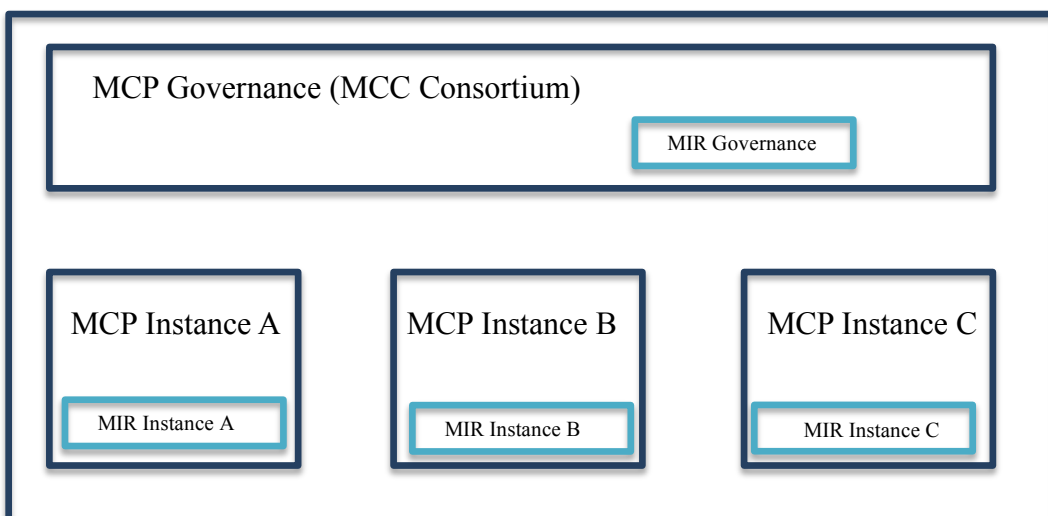 MCP Governance (MCC Consortium)
MIR Governance
MCP Instance A
MCP Instance B
MCP Instance C
MIR Instance A
MIR Instance B
MIR Instance C